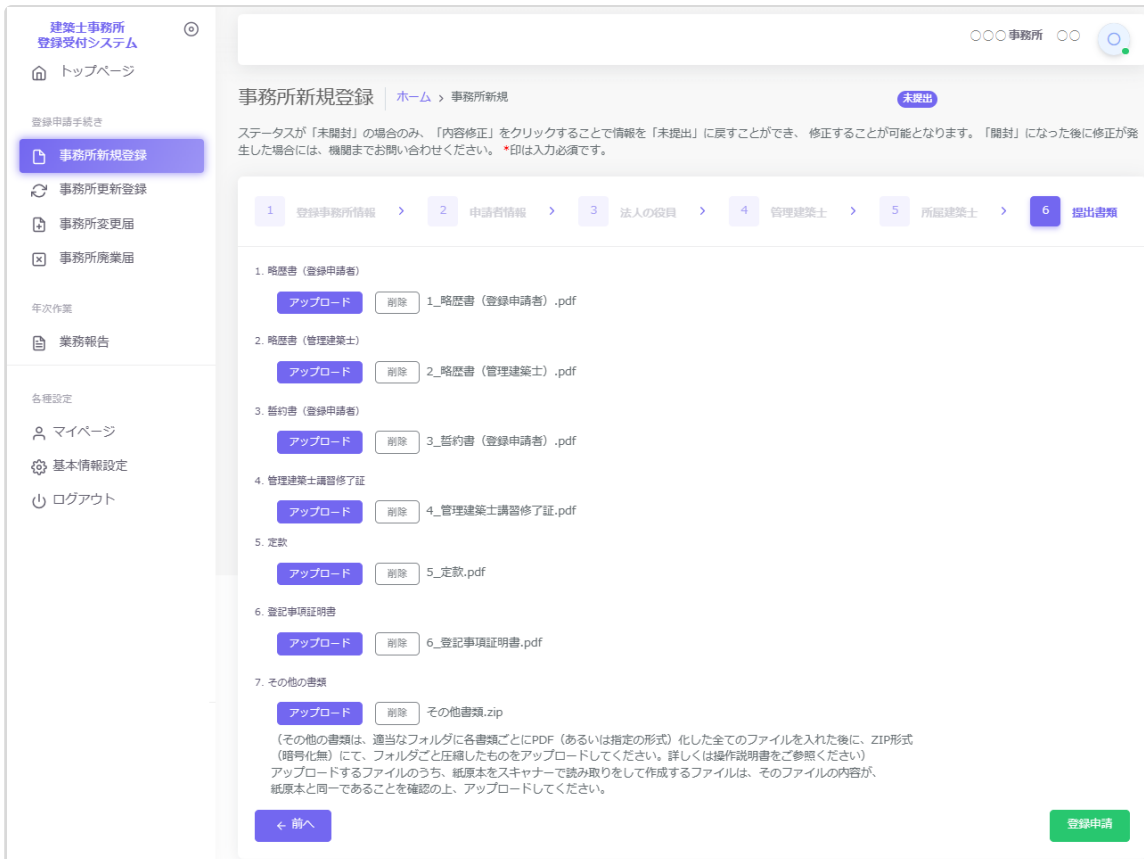 建築士事務所
登録受付システム
トップページ
登録申請手続き
事務所新規登録
事務所更新登録
事務所変更届
事務所廃業届
年次作業
業務報告
各種設定
マイページ
基本情報設定
ログアウト
○○○事務所 ○○
○
事務所新規登録 ホーム > 事務所新規 未提出
ステータスが「未開封」の場合のみ、「内容修正」をクリックすることで情報を「未提出」に戻すことができ、 修正することが可能となります。「開封」になった後に修正が発
生した場合には、機関までお問い合わせください。 *印は入力必須です。
1 登録事務所情報 > 2 申請者情報 > 3 法人の役員 > 4 管理建築士 > 5 所属建築士 > 6 提出書類
1. 略歴書（登録申請者）
アップロード 削除 1_略歴書（登録申請者）.pdf
2. 略歴書（管理建築士）
アップロード 削除 2_略歴書（管理建築士）.pdf
3. 誓約書（登録申請者）
アップロード 削除 3_誓約書（登録申請者）.pdf
4. 管理建築士講習修了証
アップロード 削除 4_管理建築士講習修了証.pdf
5. 定款
アップロード 削除 5_定款.pdf
6. 登記事項証明書
アップロード 削除 6_登記事項証明書.pdf
7. その他の書類
アップロード 削除 その他書類.zip
（その他の書類は、適当なフォルダに各書類ごとにPDF（あるいは指定の形式）化した全てのファイルを入れた後に、ZIP形式
（暗号化無）にて、フォルダごと圧縮したものをアップロードしてください。詳しくは操作説明書をご参照ください）
アップロードするファイルのうち、紙原本をスキャナーで読み取りをして作成するファイルは、そのファイルの内容が、
紙原本と同一であることを確認の上、アップロードしてください。
← 前へ 登録申請